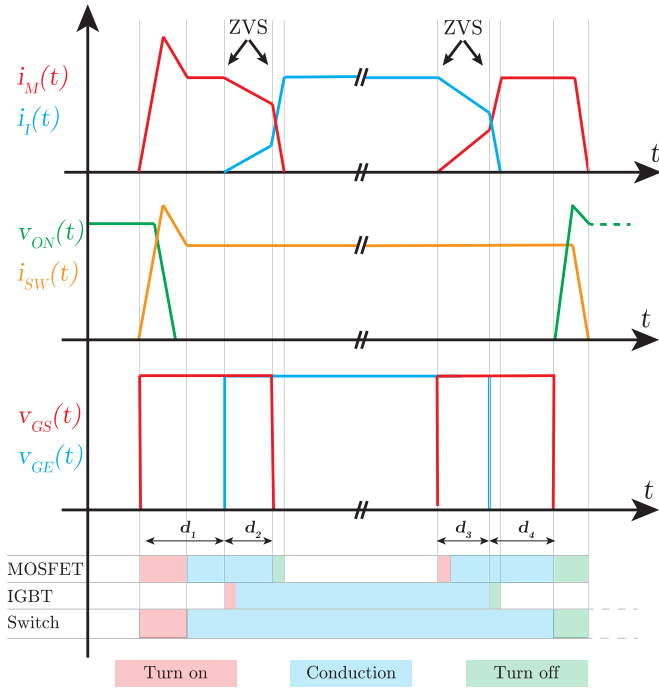 ZVS ZVS
i_M(t)
i_I(t)
t
v_ON(t)
i_SW(t)
t
v_GS(t)
v_GE(t)
t
d_1 d_2 d_3 d_4
MOSFET
IGBT
Switch
Turn on Conduction Turn off